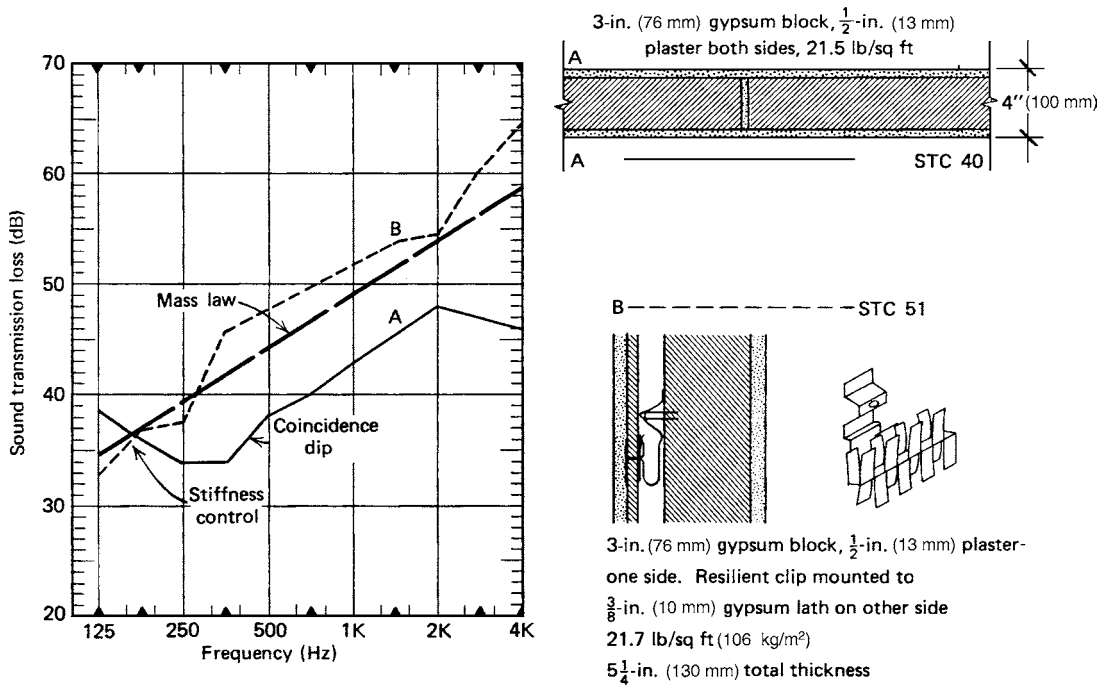 3-in. (76 mm) gypsum block, 1/2-in. (13 mm)
plaster both sides, 21.5 lb/sq ft
A
4" (100 mm)
A
STC 40
70
60
50
40
30
20
Sound transmission loss (dB)
B
Mass law
A
Coincidence
dip
Stiffness
control
125
250
500
1K
2K
4K
Frequency (Hz)
B
STC 51
3-in. (76 mm) gypsum block, 1/2-in. (13 mm) plaster-
one side. Resilient clip mounted to
3/8-in. (10 mm) gypsum lath on other side
21.7 lb/sq ft (106 kg/m²)
5 1/4-in. (130 mm) total thickness